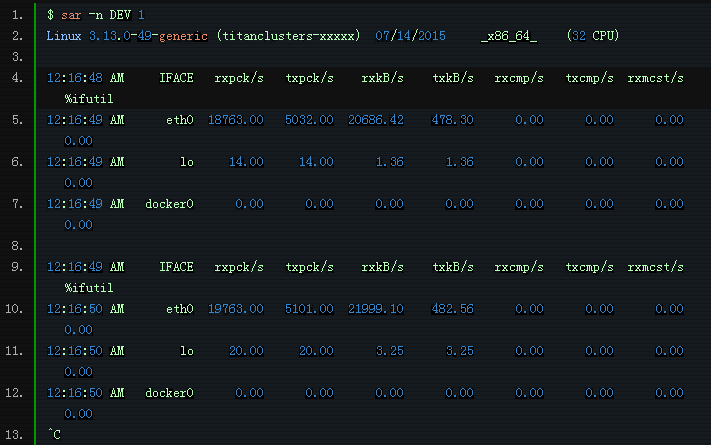 1. $ sar -n DEV 1
2. Linux 3.13.0-49-generic (titanclusters-xxxxx)  07/14/2015     _x86_64_    (32 CPU)
3.
4. 12:16:48 AM     IFACE   rxpck/s   txpck/s    rxkB/s    txkB/s   rxcmp/s   txcmp/s  rxmcst/s
%ifutil
5. 12:16:49 AM      eth0  18763.00   5032.00  20686.42    478.30      0.00      0.00      0.00
0.00
6. 12:16:49 AM        lo     14.00     14.00      1.36      1.36      0.00      0.00      0.00
0.00
7. 12:16:49 AM   docker0      0.00      0.00      0.00      0.00      0.00      0.00      0.00
0.00
8.
9. 12:16:49 AM     IFACE   rxpck/s   txpck/s    rxkB/s    txkB/s   rxcmp/s   txcmp/s  rxmcst/s
%ifutil
10. 12:16:50 AM      eth0  19763.00   5101.00  21999.10    482.56      0.00      0.00      0.00
0.00
11. 12:16:50 AM        lo     20.00     20.00      3.25      3.25      0.00      0.00      0.00
0.00
12. 12:16:50 AM   docker0      0.00      0.00      0.00      0.00      0.00      0.00      0.00
0.00
13. ^C